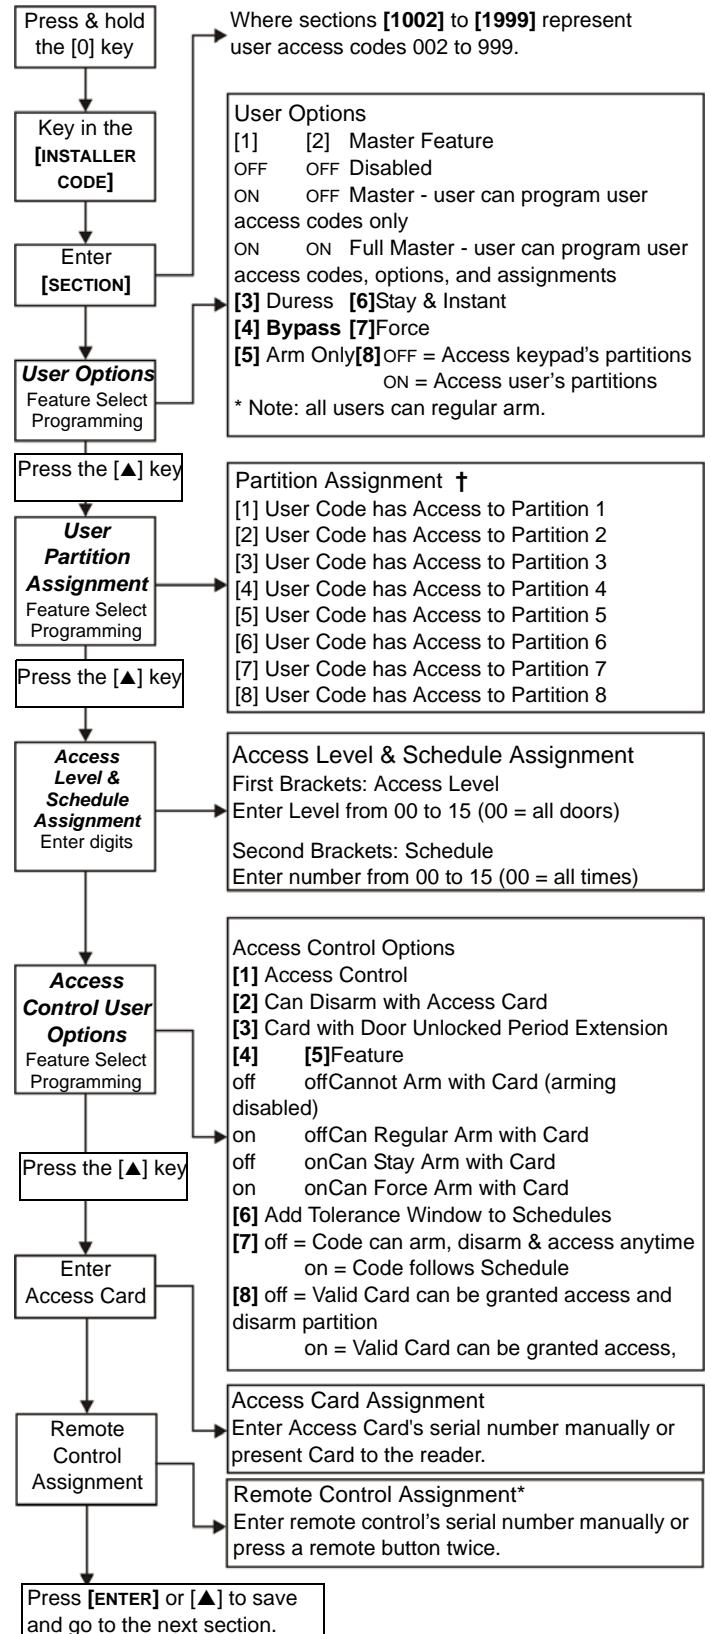 Press & hold
the [0] key
Where sections [1002] to [1999] represent
user access codes 002 to 999.
Key in the
[INSTALLER
CODE]
Enter
[SECTION]
User Options
[1] [2] Master Feature
OFF OFF Disabled
ON OFF Master - user can program user
access codes only
ON ON Full Master - user can program user
access codes, options, and assignments
[3] Duress [6]Stay & Instant
[4] Bypass [7]Force
[5] Arm Only[8]OFF = Access keypad's partitions
ON = Access user's partitions
* Note: all users can regular arm.
User Options
Feature Select
Programming
Press the [▲] key
User
Partition
Assignment
Feature Select
Programming
Partition Assignment †
[1] User Code has Access to Partition 1
[2] User Code has Access to Partition 2
[3] User Code has Access to Partition 3
[4] User Code has Access to Partition 4
[5] User Code has Access to Partition 5
[6] User Code has Access to Partition 6
[7] User Code has Access to Partition 7
[8] User Code has Access to Partition 8
Press the [▲] key
Access
Level &
Schedule
Assignment
Enter digits
Access Level & Schedule Assignment
First Brackets: Access Level
Enter Level from 00 to 15 (00 = all doors)
Second Brackets: Schedule
Enter number from 00 to 15 (00 = all times)
Access
Control User
Options
Feature Select
Programming
Access Control Options
[1] Access Control
[2] Can Disarm with Access Card
[3] Card with Door Unlocked Period Extension
[4] [5]Feature
off offCannot Arm with Card (arming
disabled)
on offCan Regular Arm with Card
off onCan Stay Arm with Card
on onCan Force Arm with Card
[6] Add Tolerance Window to Schedules
[7] off = Code can arm, disarm & access anytime
on = Code follows Schedule
[8] off = Valid Card can be granted access and
disarm partition
on = Valid Card can be granted access,
Press the [▲] key
Enter
Access Card
Access Card Assignment
Enter Access Card's serial number manually or
present Card to the reader.
Remote
Control
Assignment
Remote Control Assignment*
Enter remote control's serial number manually or
press a remote button twice.
Press [ENTER] or [▲] to save
and go to the next section.